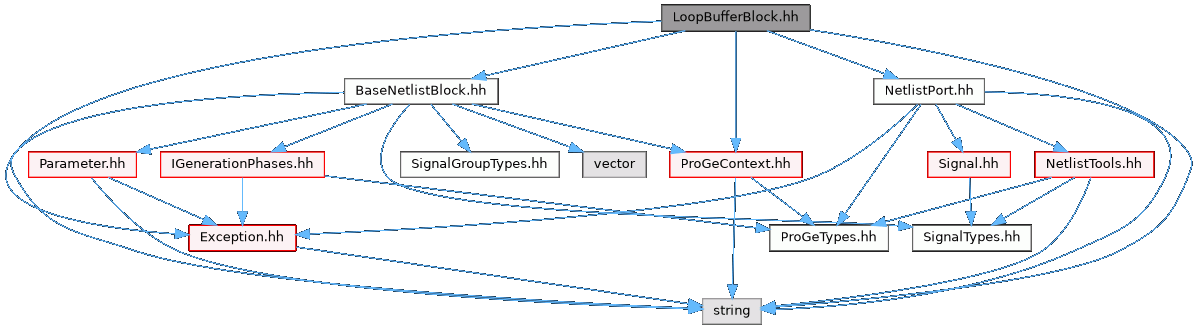 LoopBufferBlock.hh
BaseNetlistBlock.hh
NetlistPort.hh
Parameter.hh
IGenerationPhases.hh
SignalGroupTypes.hh
vector
ProGeContext.hh
Signal.hh
NetlistTools.hh
Exception.hh
ProGeTypes.hh
SignalTypes.hh
string